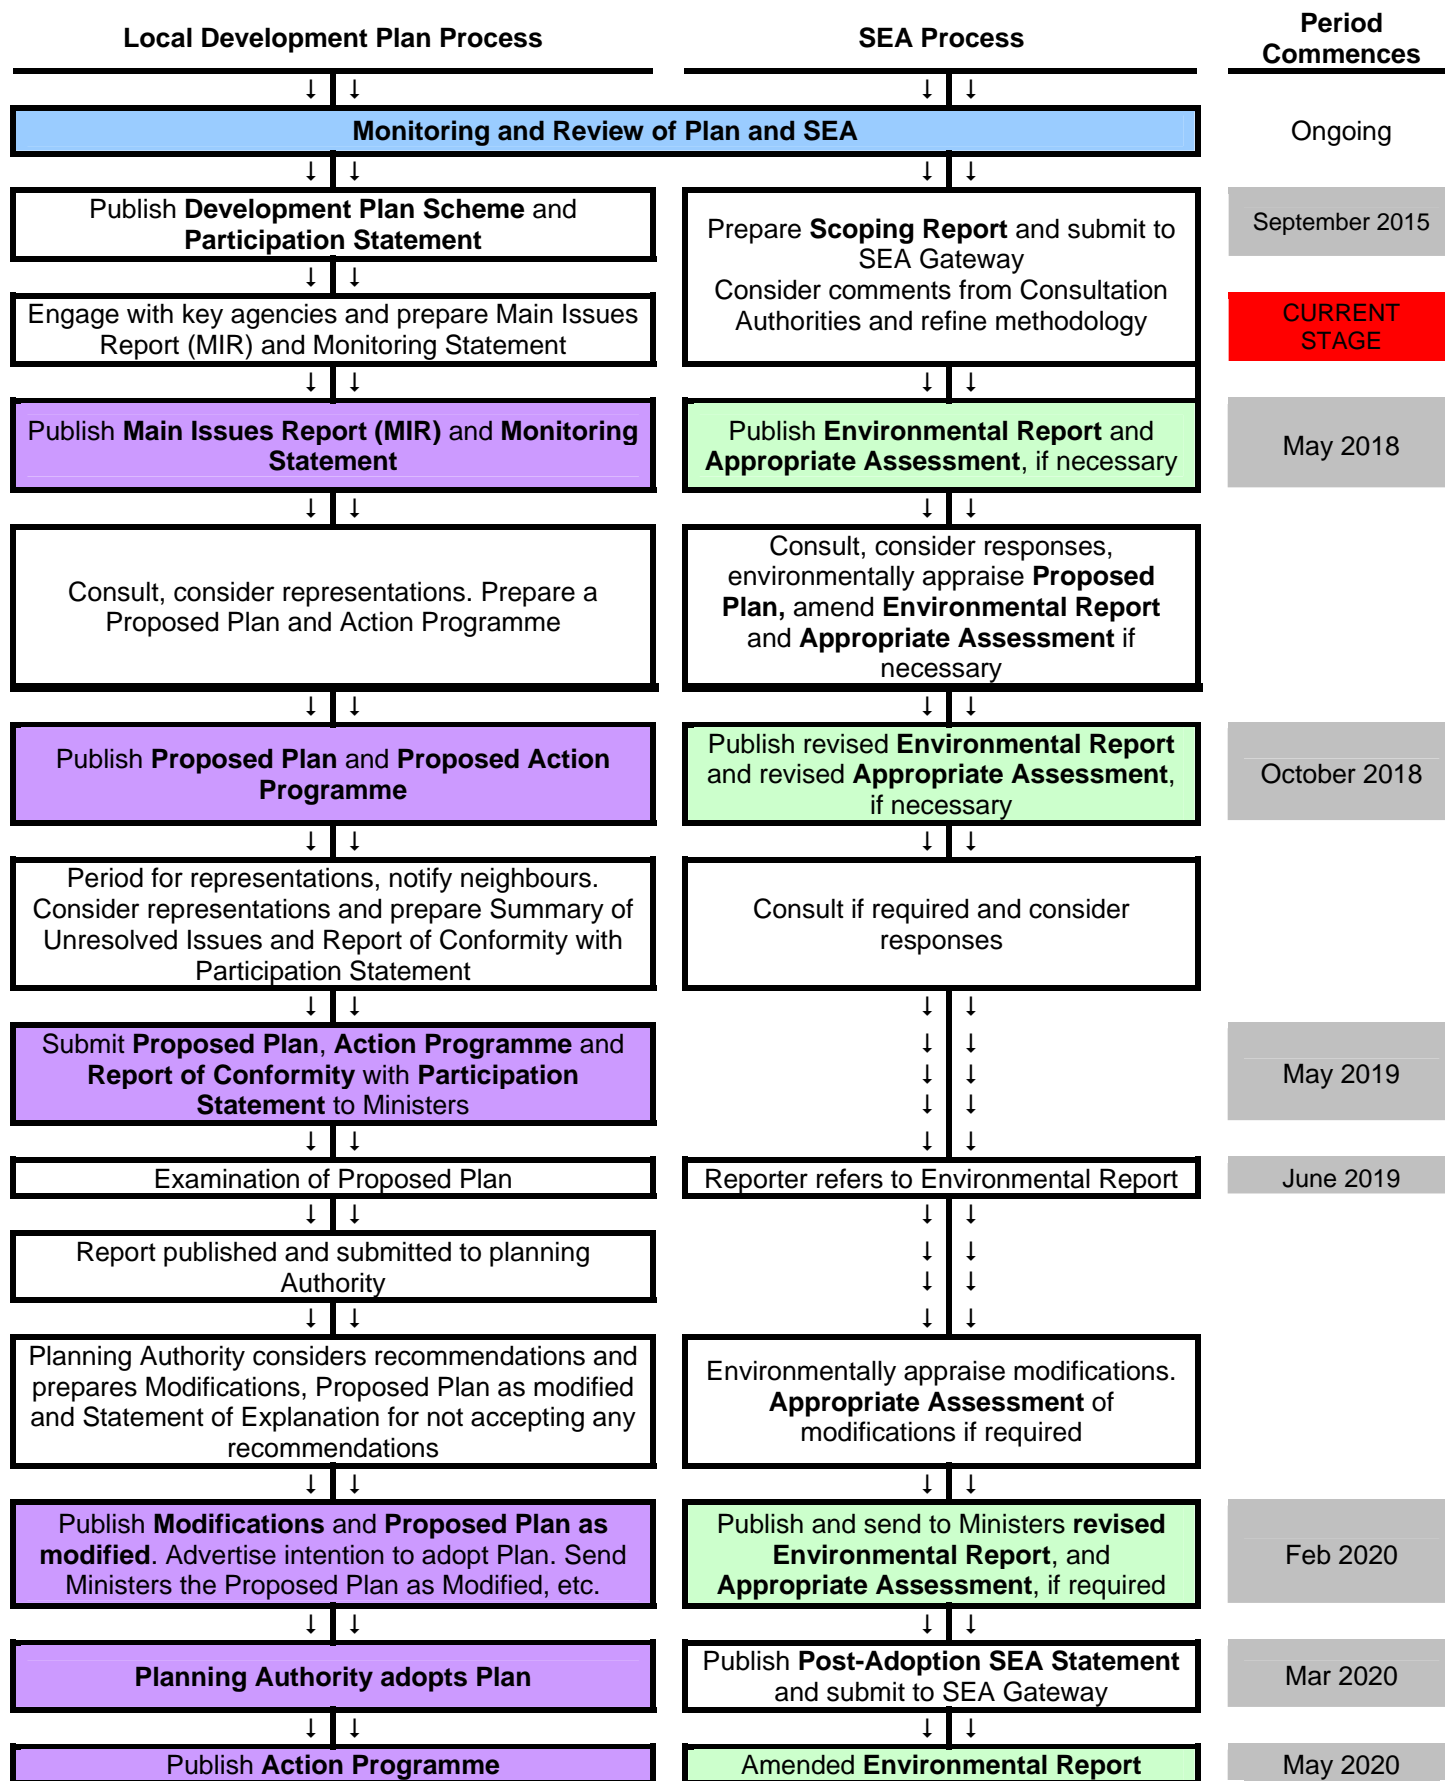 Local Development Plan Process
SEA Process
Period
Commences
↓ ↓
↓ ↓
Monitoring and Review of Plan and SEA
Ongoing
↓ ↓
↓ ↓
Publish Development Plan Scheme and
Participation Statement
Prepare Scoping Report and submit to
SEA Gateway
Consider comments from Consultation
Authorities and refine methodology
September 2015
↓ ↓
Engage with key agencies and prepare Main Issues
Report (MIR) and Monitoring Statement
CURRENT
STAGE
↓ ↓
↓ ↓
Publish Main Issues Report (MIR) and Monitoring
Statement
Publish Environmental Report and
Appropriate Assessment, if necessary
May 2018
↓ ↓
↓ ↓
Consult, consider representations. Prepare a
Proposed Plan and Action Programme
Consult, consider responses,
environmentally appraise Proposed
Plan, amend Environmental Report
and Appropriate Assessment if
necessary
↓ ↓
↓ ↓
Publish Proposed Plan and Proposed Action
Programme
Publish revised Environmental Report
and revised Appropriate Assessment,
if necessary
October 2018
↓ ↓
↓ ↓
Period for representations, notify neighbours.
Consider representations and prepare Summary of
Unresolved Issues and Report of Conformity with
Participation Statement
Consult if required and consider
responses
↓ ↓
↓ ↓
Submit Proposed Plan, Action Programme and
Report of Conformity with Participation
Statement to Ministers
↓ ↓
↓ ↓
↓ ↓
May 2019
↓ ↓
↓ ↓
Examination of Proposed Plan
Reporter refers to Environmental Report
June 2019
↓ ↓
↓ ↓
Report published and submitted to planning
Authority
↓ ↓
↓ ↓
↓ ↓
↓ ↓
Planning Authority considers recommendations and
prepares Modifications, Proposed Plan as modified
and Statement of Explanation for not accepting any
recommendations
Environmentally appraise modifications.
Appropriate Assessment of
modifications if required
↓ ↓
↓ ↓
Publish Modifications and Proposed Plan as
modified. Advertise intention to adopt Plan. Send
Ministers the Proposed Plan as Modified, etc.
Publish and send to Ministers revised
Environmental Report, and
Appropriate Assessment, if required
Feb 2020
↓ ↓
↓ ↓
Planning Authority adopts Plan
Publish Post-Adoption SEA Statement
and submit to SEA Gateway
Mar 2020
↓ ↓
↓ ↓
Publish Action Programme
Amended Environmental Report
May 2020